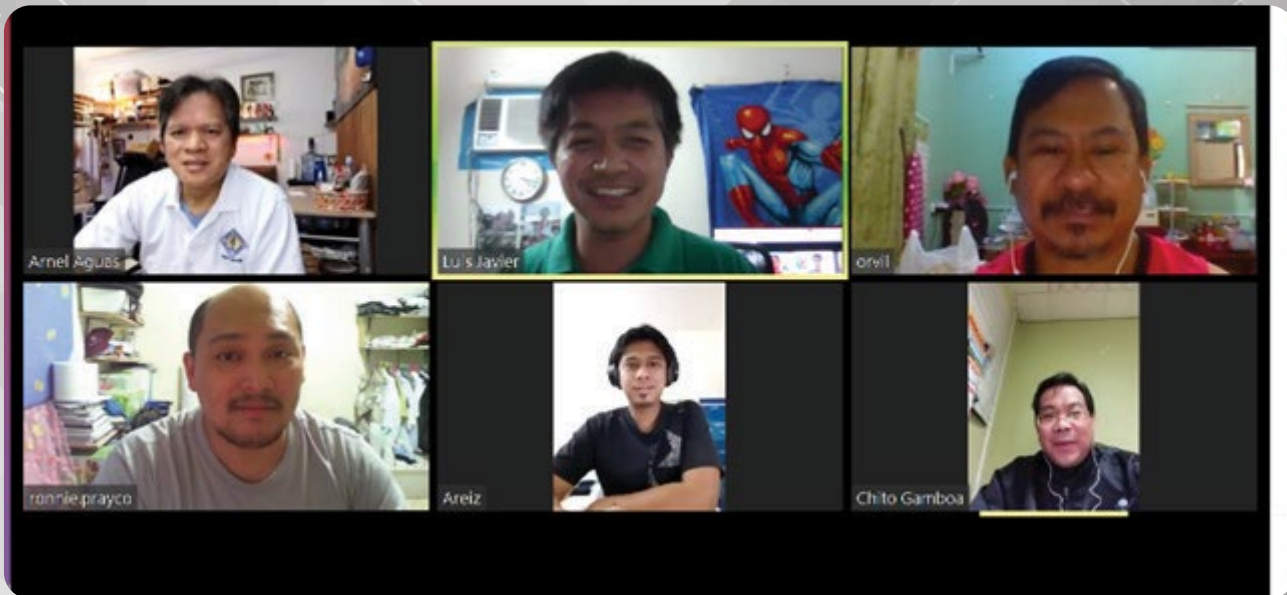 Arnel Aguas
Luis Javier
orvil
ronnie.prayco
Areiz
Chito Gamboa